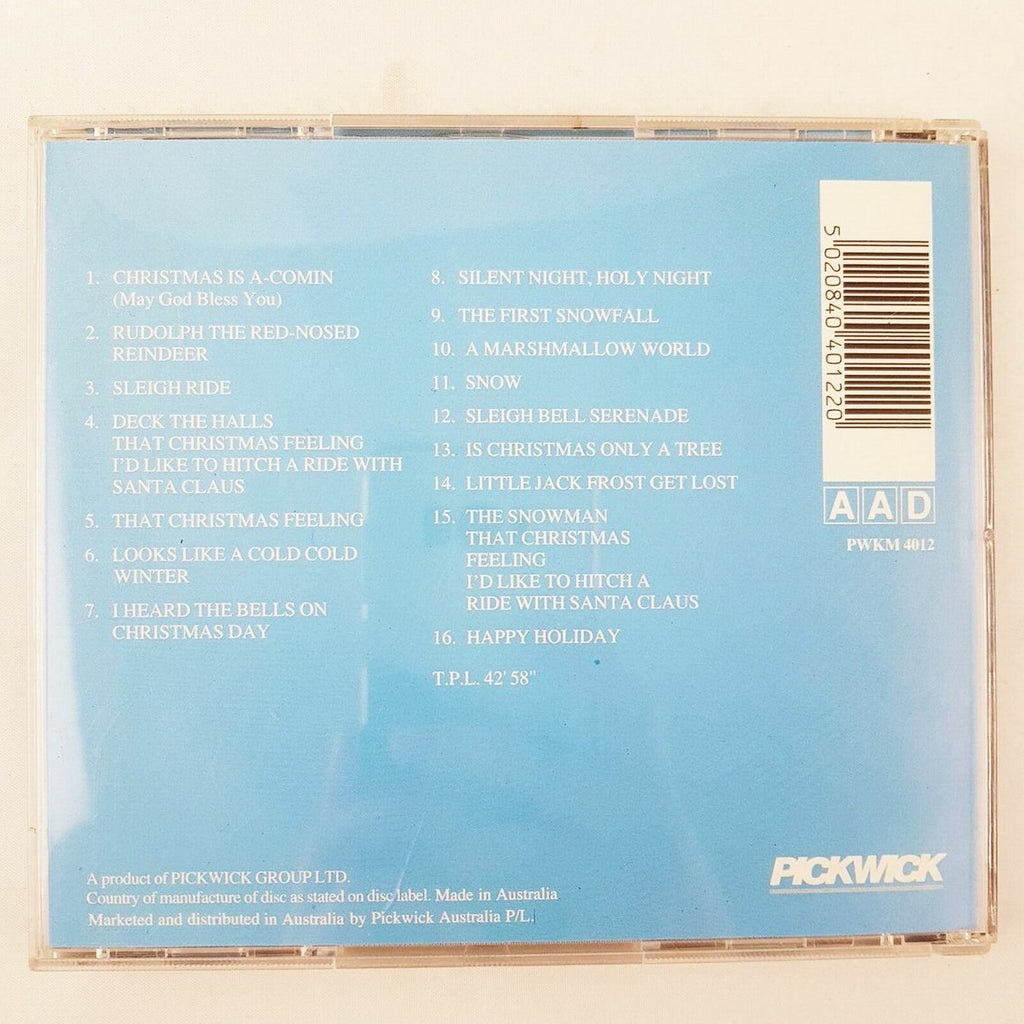 1. CHRISTMAS IS A-COMIN
(May God Bless You)
2. RUDOLPH THE RED-NOSED
REINDEER
3. SLEIGH RIDE
4. DECK THE HALLS
THAT CHRISTMAS FEELING
I'D LIKE TO HITCH A RIDE WITH
SANTA CLAUS
5. THAT CHRISTMAS FEELING
6. LOOKS LIKE A COLD COLD
WINTER
7. I HEARD THE BELLS ON
CHRISTMAS DAY
8. SILENT NIGHT, HOLY NIGHT
9. THE FIRST SNOWFALL
10. A MARSHMALLOW WORLD
11. SNOW
12. SLEIGH BELL SERENADE
13. IS CHRISTMAS ONLY A TREE
14. LITTLE JACK FROST GET LOST
15. THE SNOWMAN
THAT CHRISTMAS
FEELING
I'D LIKE TO HITCH A
RIDE WITH SANTA CLAUS
16. HAPPY HOLIDAY
T.P.L. 42' 58"
5 020840 401220
AAD
PWKM 4012
PICKWICK
A product of PICKWICK GROUP LTD.
Country of manufacture of disc as stated on disc label. Made in Australia
Marketed and distributed in Australia by Pickwick Australia P/L.